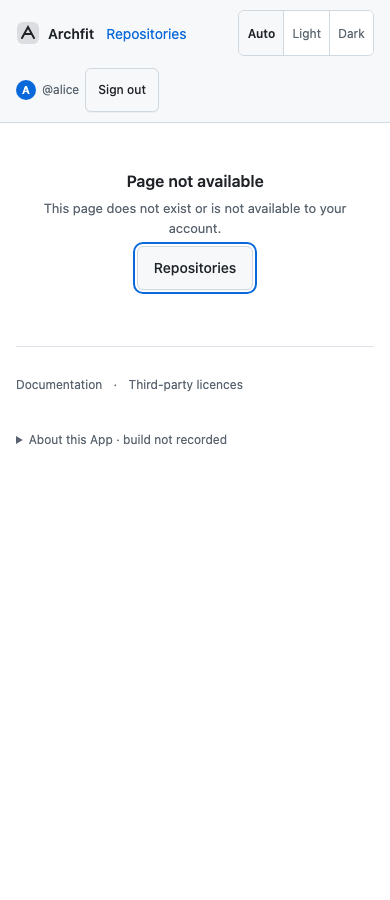 Archfit Repositories Auto Light Dark
A @alice Sign out
Page not available
This page does not exist or is not available to your
account.
Repositories
Documentation · Third-party licences
About this App · build not recorded